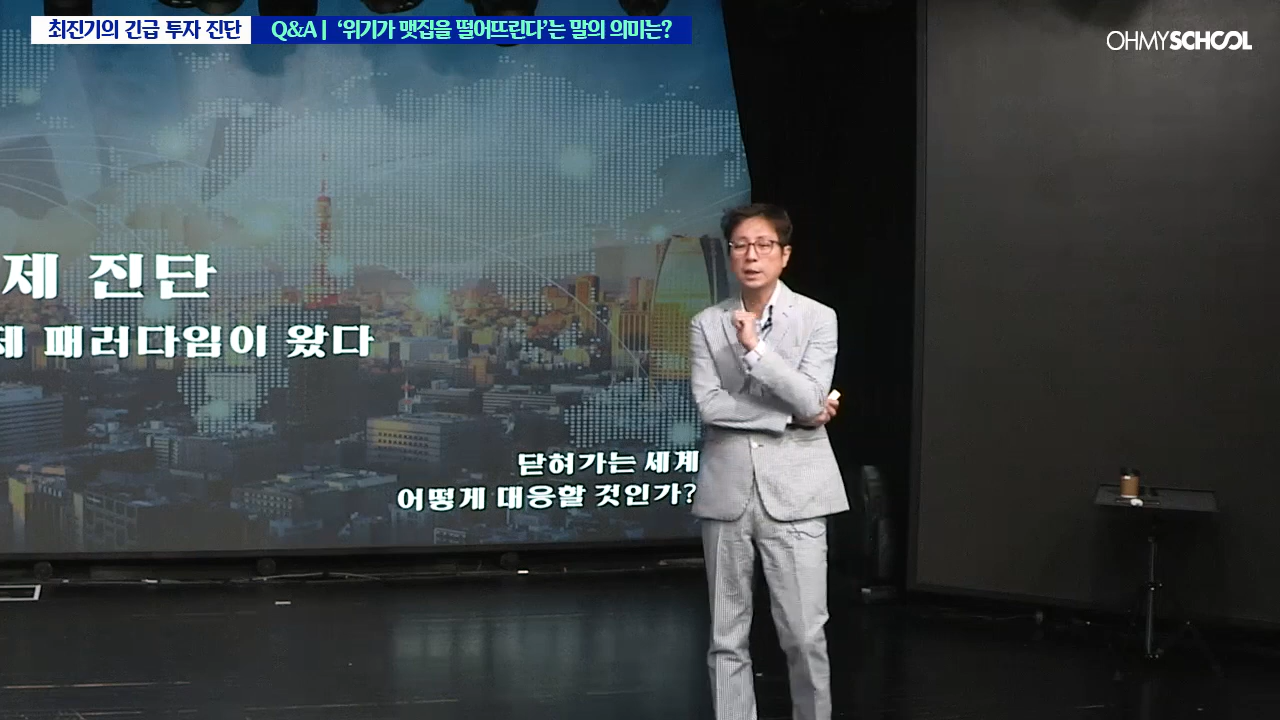 최진기의 긴급 투자 진단
Q&A | ‘위기가 맷집을 떨어뜨린다’는 말의 의미는?
OHMYSCHOOL
제 진단
제 패러다임이 왔다
닫혀가는 세계
어떻게 대응할 것인가?